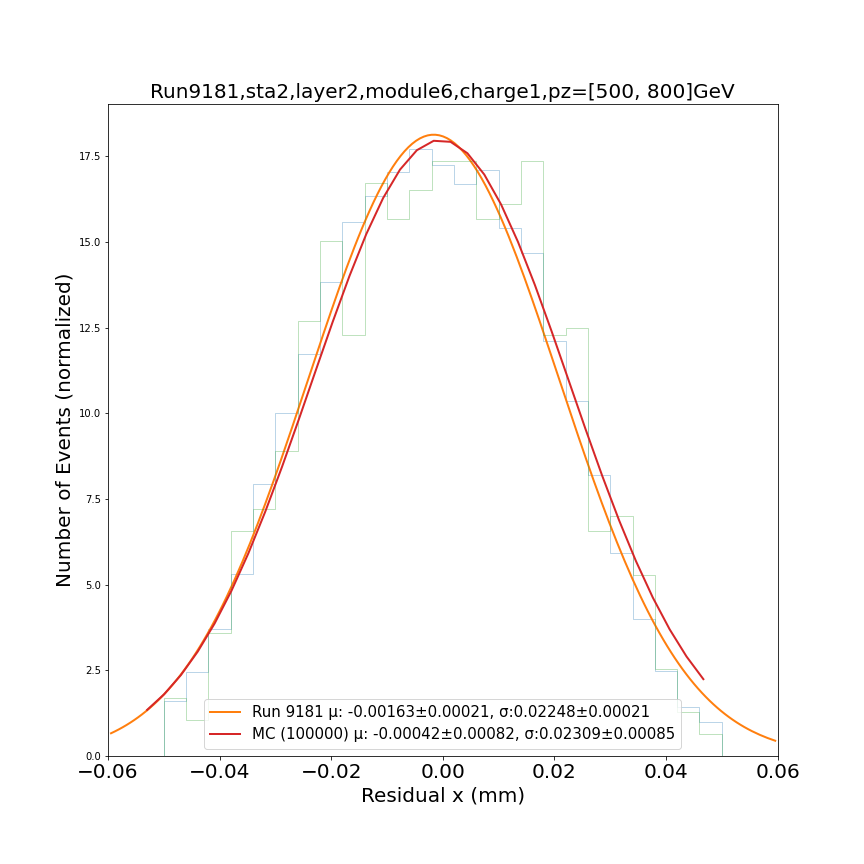 Run9181,sta2,layer2,module6,charge1,pz=[500, 800]GeV
Number of Events (normalized)
17.5
15.0
12.5
10.0
7.5
5.0
2.5
0.0
Run 9181 μ: -0.00163±0.00021, σ:0.02248±0.00021
MC (100000) μ: -0.00042±0.00082, σ:0.02309±0.00085
−0.06 −0.04 −0.02 0.00 0.02 0.04 0.06
Residual x (mm)